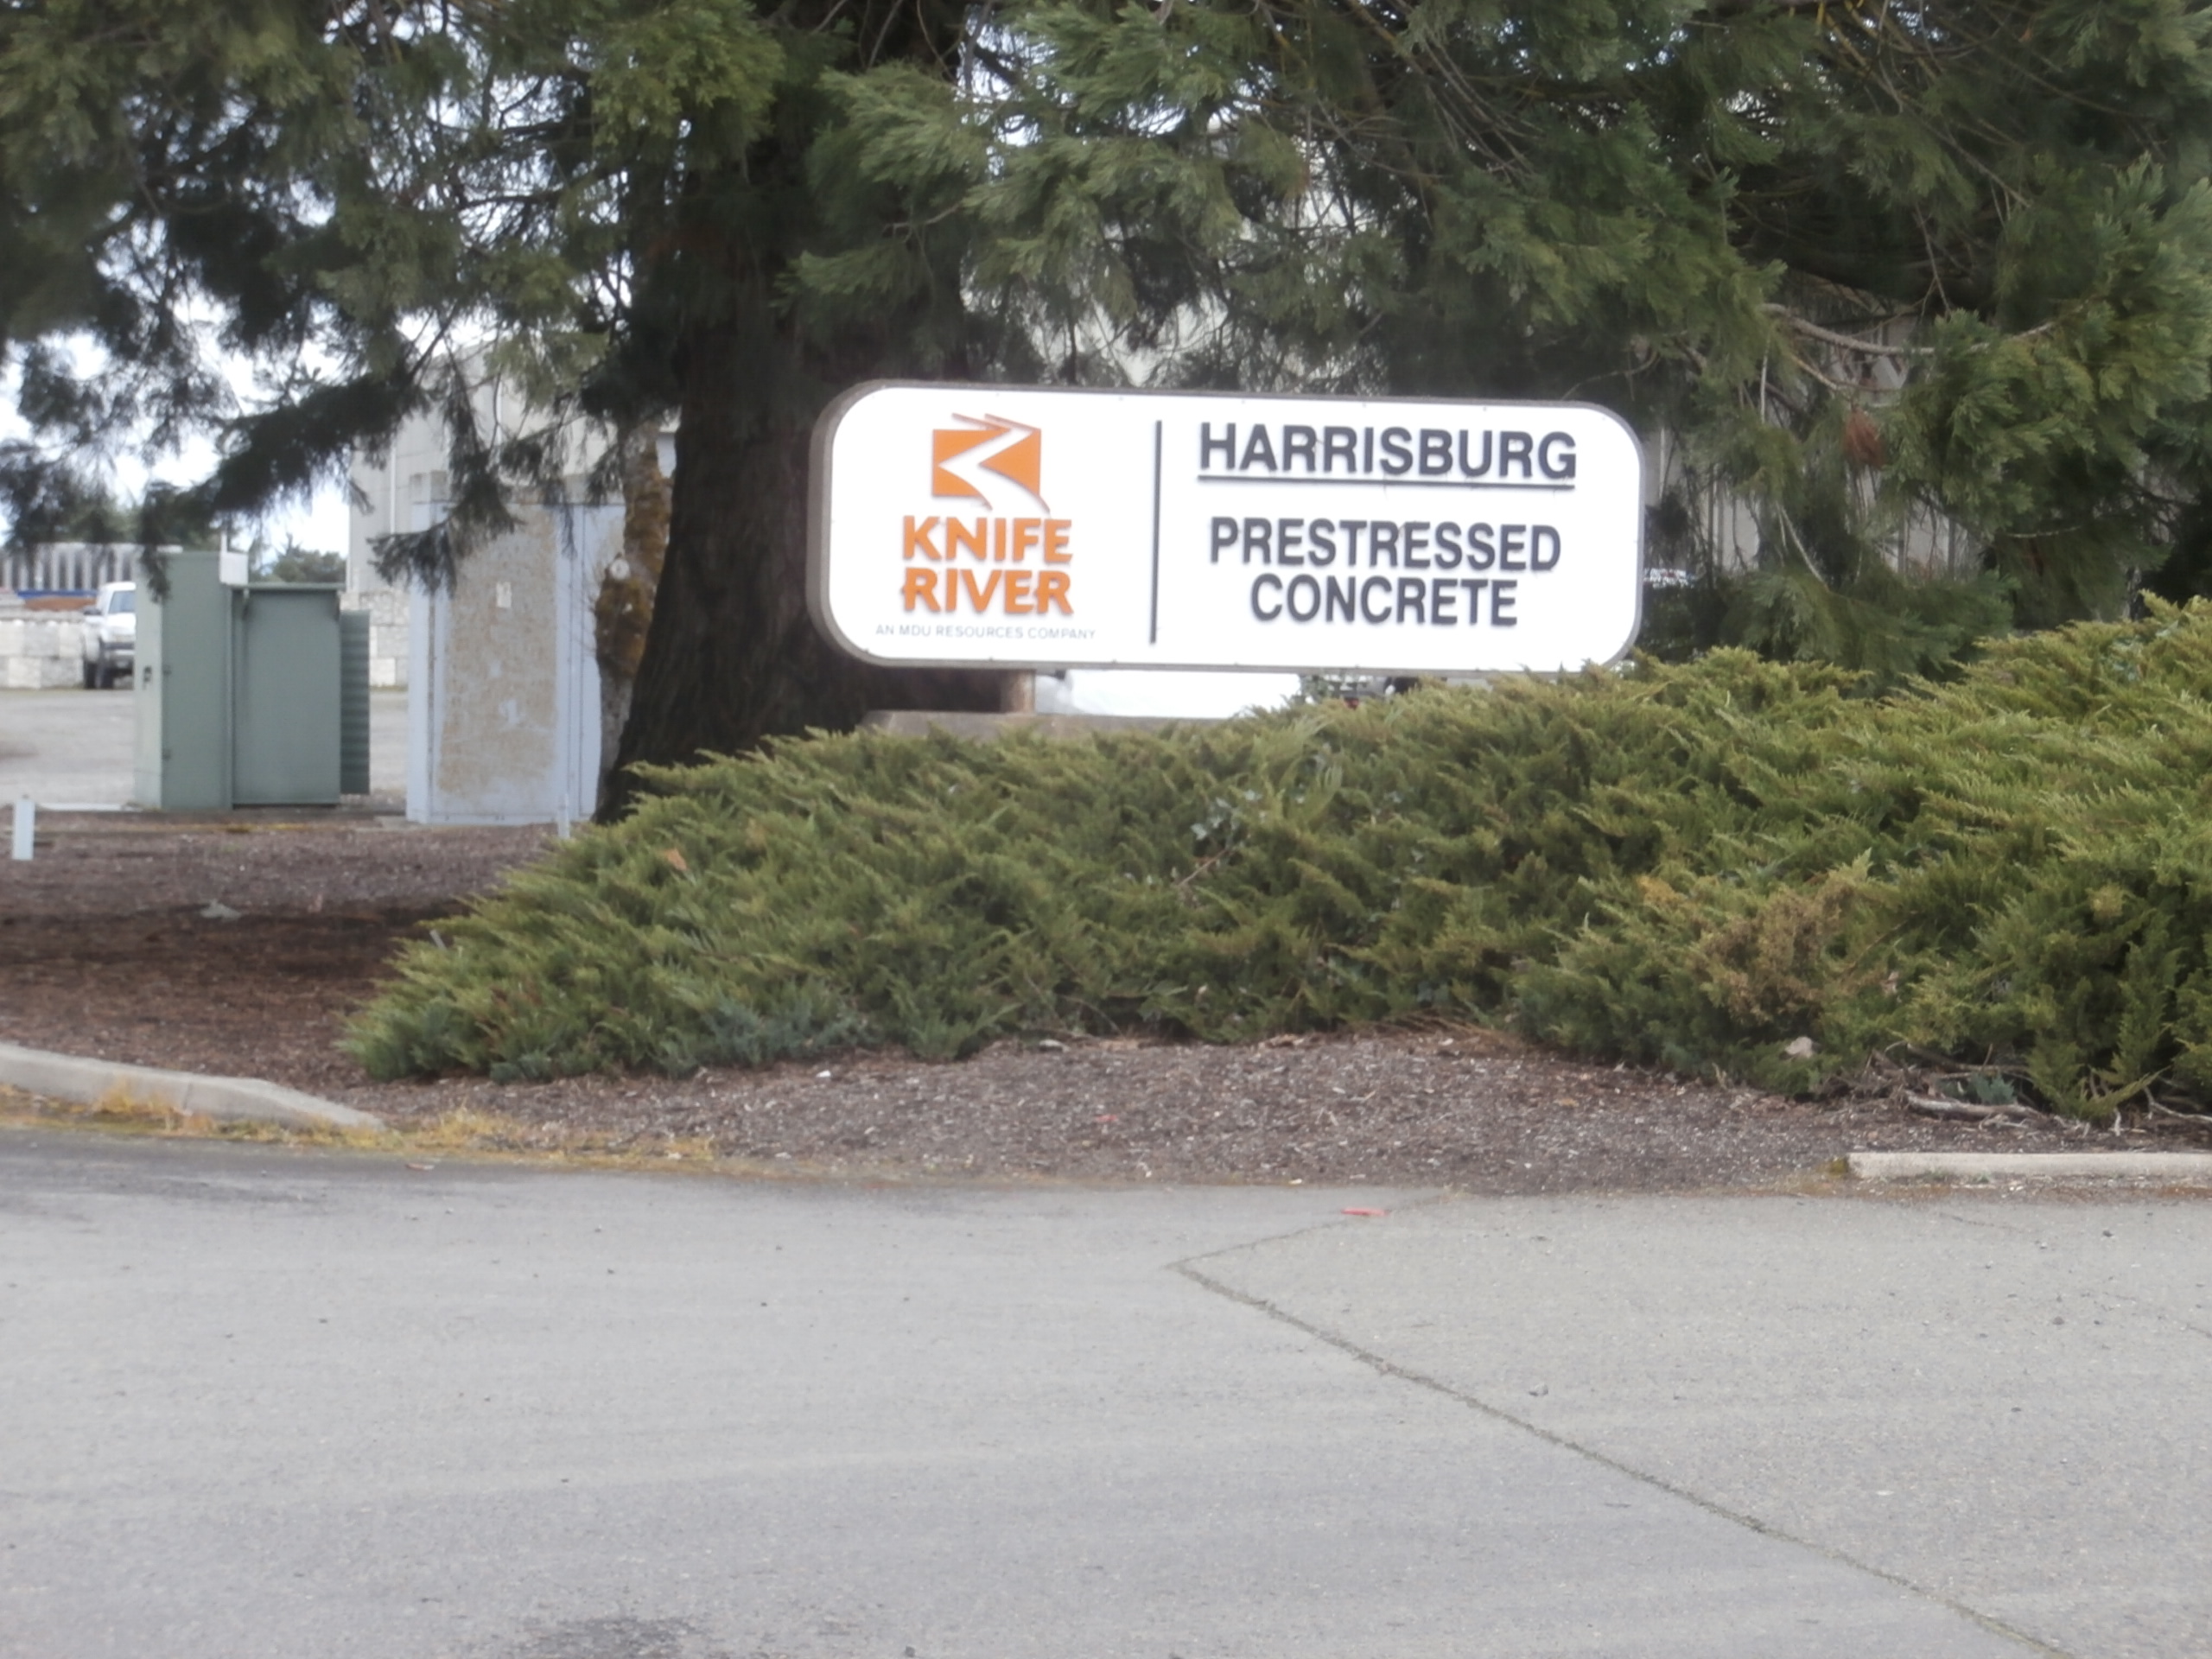 KNIFE
RIVER
AN MDU RESOURCES COMPANY
HARRISBURG
PRESTRESSED
CONCRETE